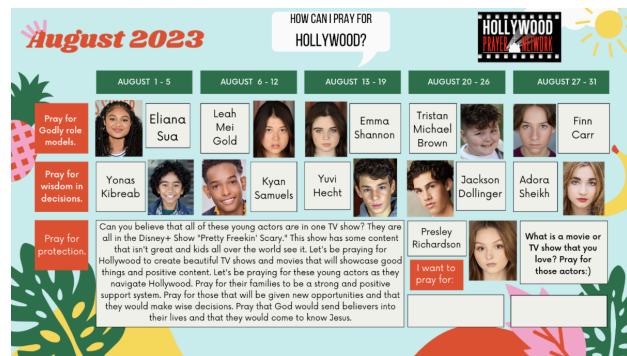 August 2023
HOW CAN I PRAY FOR
HOLLYWOOD?
HOLLYWOOD
PRAYER NETWORK
AUGUST 1 - 5
AUGUST 6 - 12
AUGUST 13 - 19
AUGUST 20 - 26
AUGUST 27 - 31
Pray for
Godly role
models.
Eliana
Sua
Leah
Mei
Gold
Emma
Shannon
Tristan
Michael
Brown
Finn
Carr
Pray for
wisdom in
decisions.
Yonas
Kibreab
Kyan
Samuels
Yuvi
Hecht
Jackson
Dollinger
Adora
Sheikh
Pray for
protection.
Can you believe that all of these young actors are in one TV show? They are
all in the Disney+ Show "Pretty Freekin' Scary." This show has some content
that isn't great and kids all over the world see it. Let's be praying for
Hollywood to create beautiful TV shows and movies that will showcase good
things and positive content. Let's be praying for these young actors as they
navigate Hollywood. Pray for their families to be a strong and positive
support system. Pray for those that will be given new opportunities and that
they would make wise decisions. Pray that God would send believers into
their lives and that they would come to know Jesus.
Presley
Richardson
I want to
pray for:
What is a movie or
TV show that you
love? Pray for
those actors:)